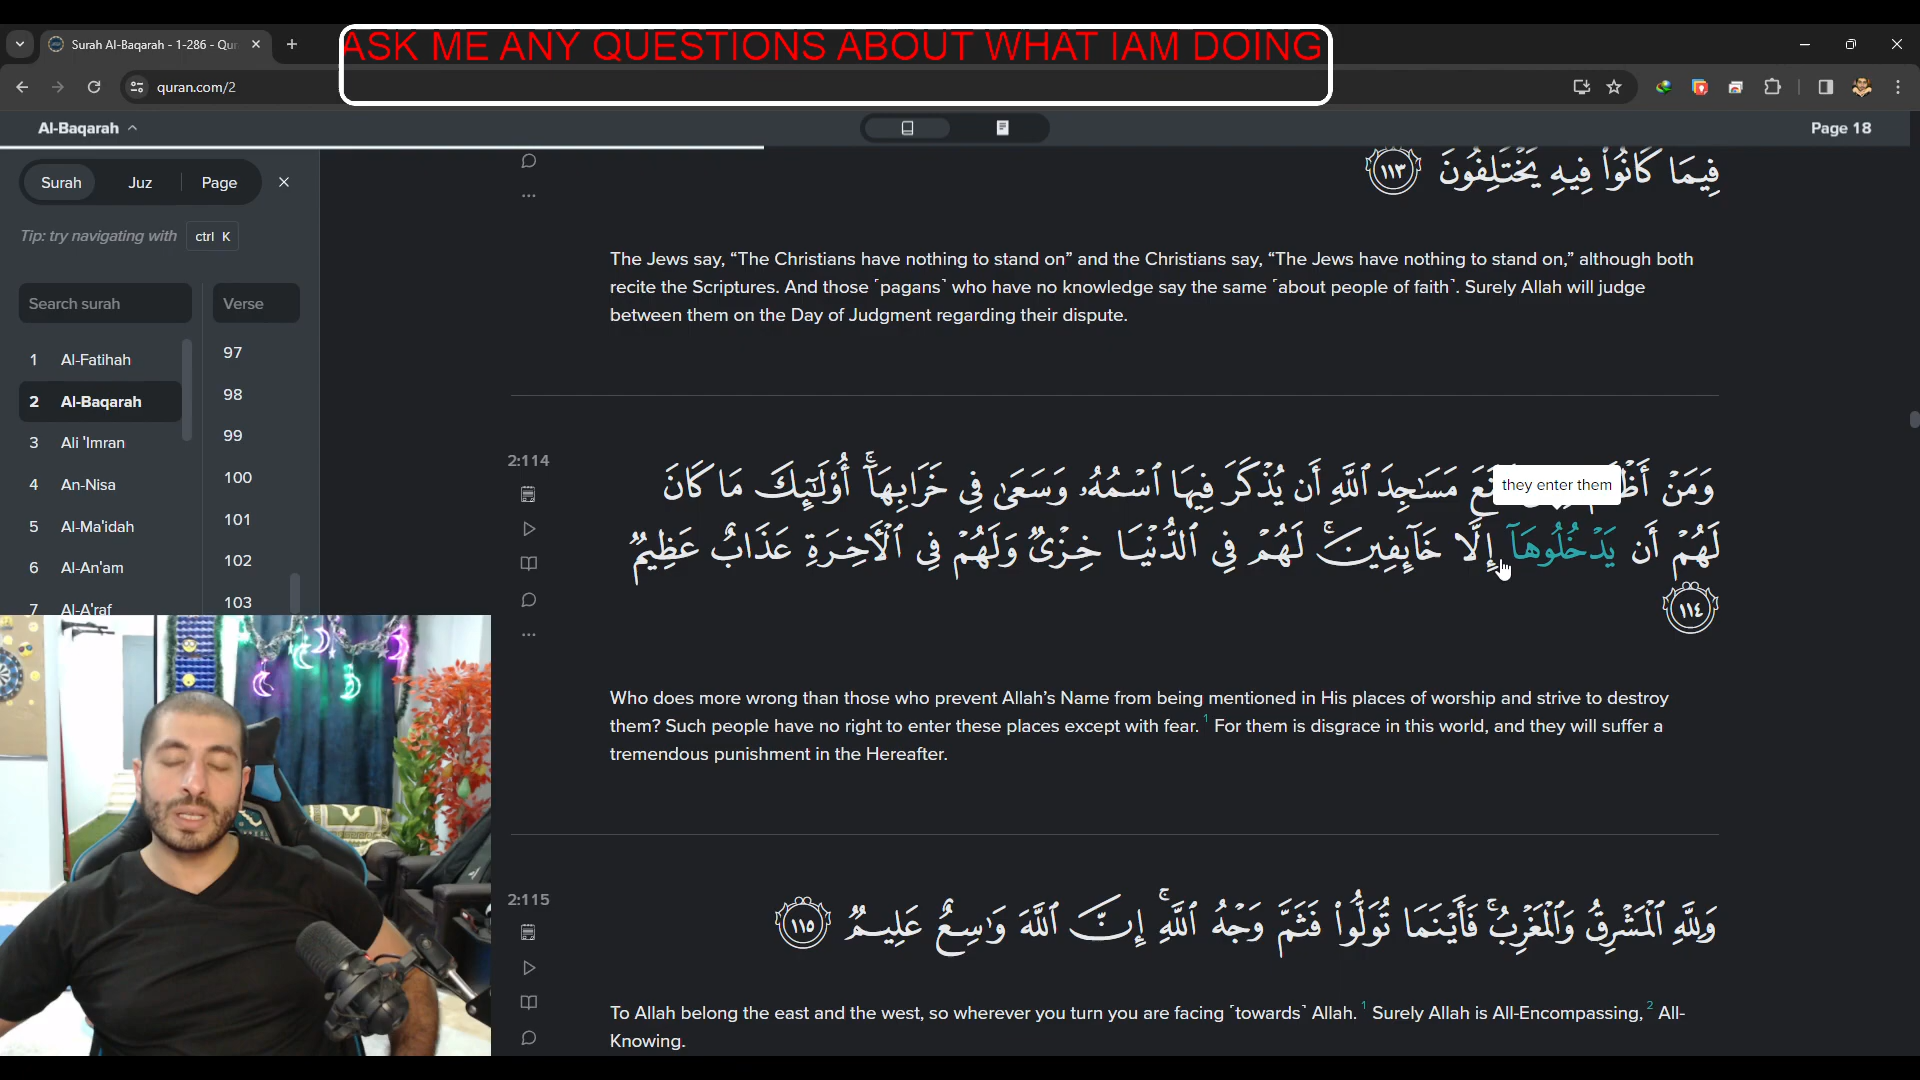 Surah Al-Baqarah - 1-286 - Qur
ASK ME ANY QUESTIONS ABOUT WHAT IAM DOING
quran.com/2
Al-Baqarah
Page 18
Surah
Juz
Page
Tip: try navigating with
ctrl K
Search surah
Verse
1 Al-Fatihah
2 Al-Baqarah
3 Ali 'Imran
4 An-Nisa
5 Al-Ma'idah
6 Al-An'am
7 Al-A'raf
97
98
99
100
101
102
103
فِيمَا كَانُوا۟ فِيهِ يَخْتَلِفُونَ ١١٣
The Jews say, “The Christians have nothing to stand on” and the Christians say, “The Jews have nothing to stand on,” although both
recite the Scriptures. And those ˹pagans˺ who have no knowledge say the same ˹about people of faith˺. Surely Allah will judge
between them on the Day of Judgment regarding their dispute.
2:114
وَمَنْ مَسَـٰجِدَ ٱللَّهِ أَن يُذْكَرَ فِيهَا ٱسْمُهُۥ وَسَعَىٰ فِى خَرَابِهَآ ۚ أُو۟لَـٰٓئِكَ مَا كَانَ
they enter them
لَهُمْ أَن يَدْخُلُوهَآ إِلَّا خَآئِفِينَ ۚ لَهُمْ فِى ٱلدُّنْيَا خِزْىٌ وَلَهُمْ فِى ٱلْـَٔاخِرَةِ عَذَابٌ عَظِيمٌ
١١٤
Who does more wrong than those who prevent Allah’s Name from being mentioned in His places of worship and strive to destroy
them? Such people have no right to enter these places except with fear. 1 For them is disgrace in this world, and they will suffer a
tremendous punishment in the Hereafter.
2:115
وَلِلَّهِ ٱلْمَشْرِقُ وَٱلْمَغْرِبُ ۚ فَأَيْنَمَا تُوَلُّوا۟ فَثَمَّ وَجْهُ ٱللَّهِ ۚ إِنَّ ٱللَّهَ وَٰسِعٌ عَلِيمٌ ١١٥
To Allah belong the east and the west, so wherever you turn you are facing ˹towards˺ Allah. 1 Surely Allah is All-Encompassing, 2 All-
Knowing.